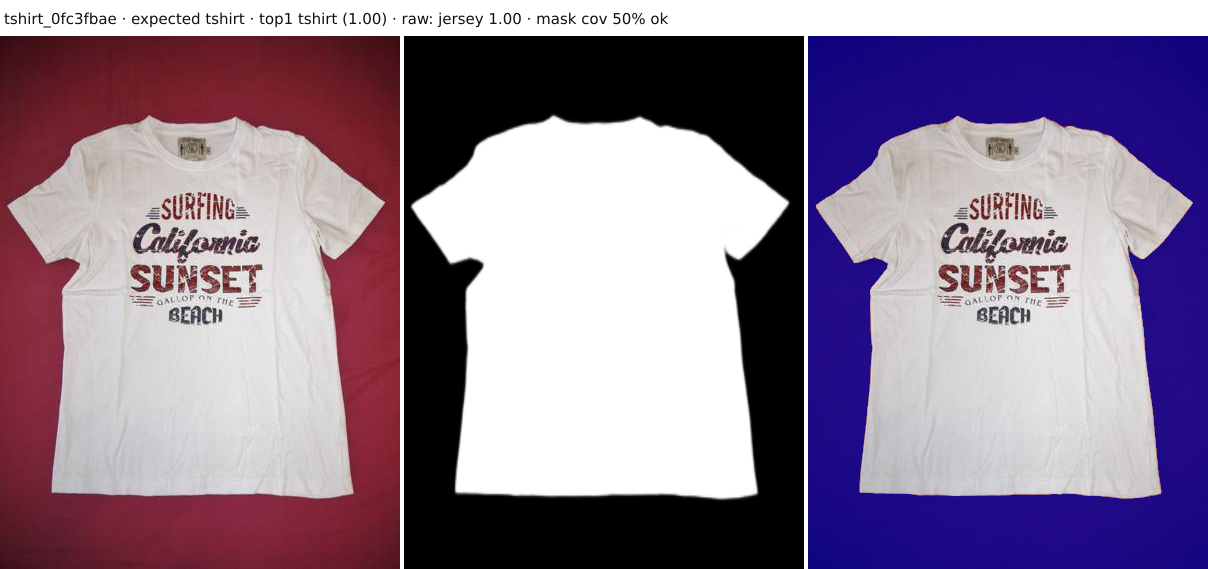 tshirt_0fc3fbae · expected tshirt · top1 tshirt (1.00) · raw: jersey 1.00 · mask cov 50% ok
SURFING
California
SUNSET
GALLOP ON THE
BEACH
SURFING
California
SUNSET
GALLOP ON THE
BEACH